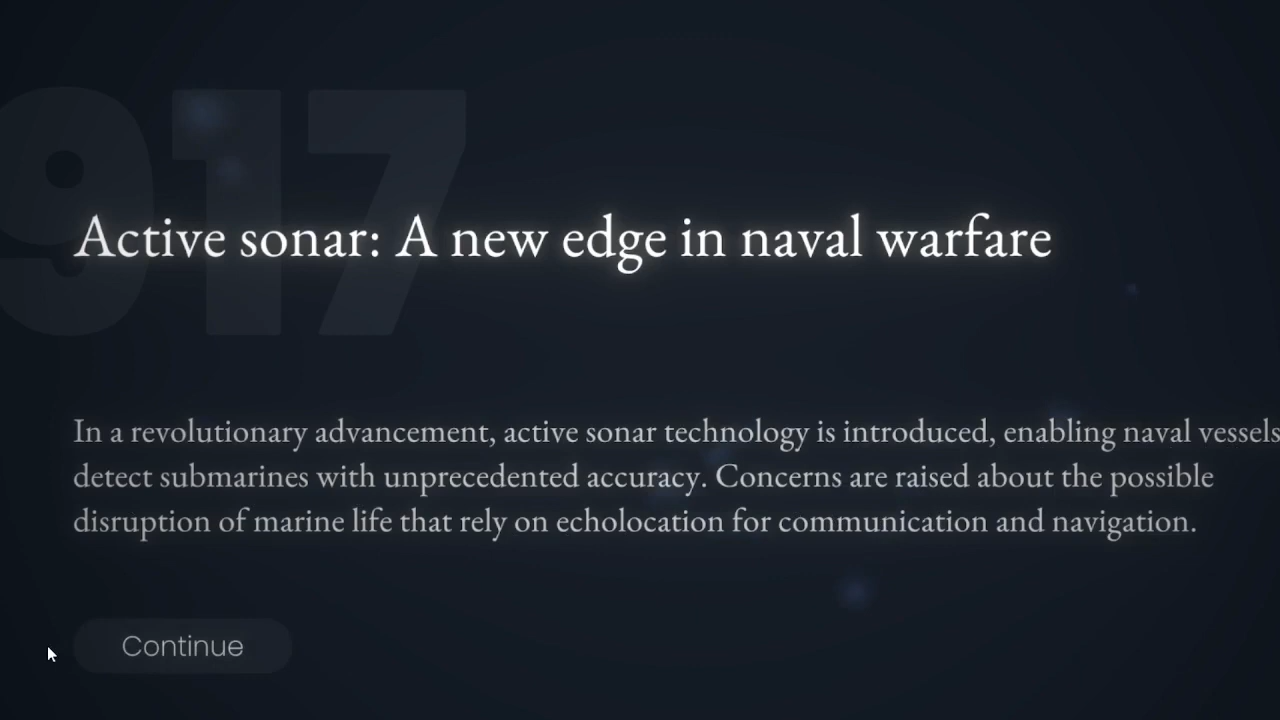 917
Active sonar: A new edge in naval warfare
In a revolutionary advancement, active sonar technology is introduced, enabling naval vessels
detect submarines with unprecedented accuracy. Concerns are raised about the possible
disruption of marine life that rely on echolocation for communication and navigation.
Continue